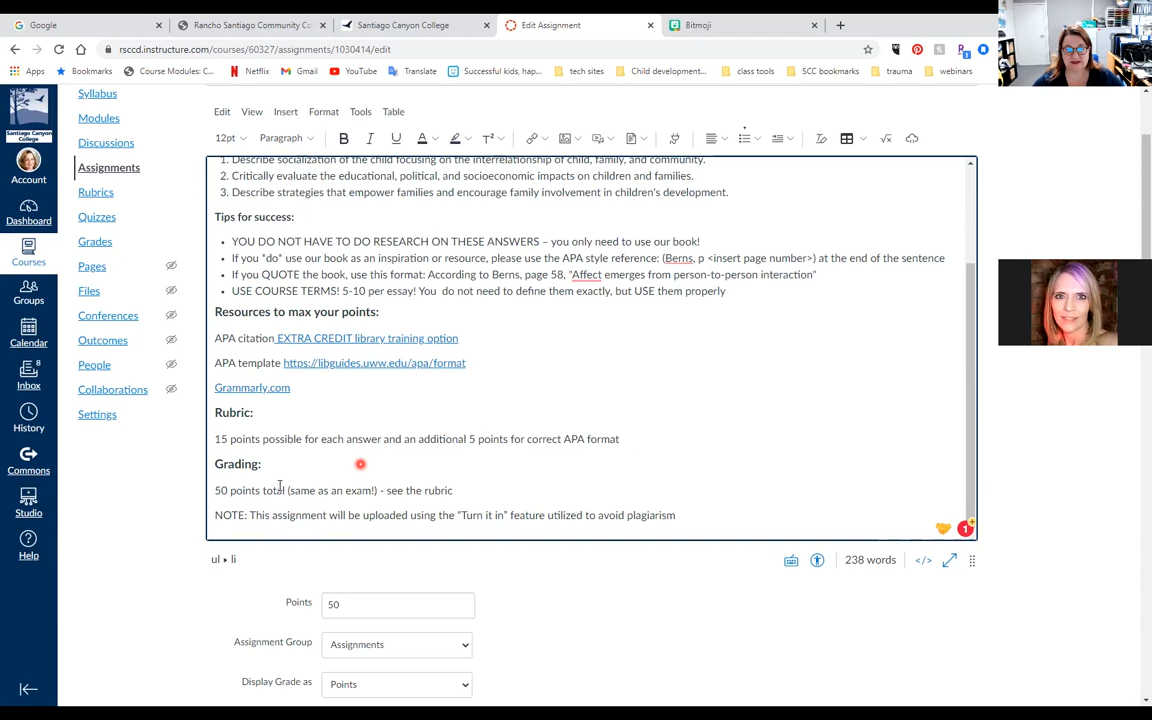 Google
Rancho Santiago Community Co
Santiago Canyon College
Edit Assignment
Bitmoji
rsccd.instructure.com/courses/60327/assignments/1030414/edit
Apps
Bookmarks
Course Modules: C...
Netflix
Gmail
YouTube
Translate
Successful kids, hap...
tech sites
Child development...
class tools
SCC bookmarks
trauma
webinars
Santiago Canyon
College
Account
Dashboard
Courses
Groups
Calendar
8
Inbox
History
Commons
Studio
Help
Syllabus
Modules
Discussions
Assignments
Rubrics
Quizzes
Grades
Pages
Files
Conferences
Outcomes
People
Collaborations
Settings
Edit View Insert Format Tools Table
12pt Paragraph B I U A T²
1. Describe socialization of the child focusing on the interrelationship of child, family, and community.
2. Critically evaluate the educational, political, and socioeconomic impacts on children and families.
3. Describe strategies that empower families and encourage family involvement in children's development.
Tips for success:
• YOU DO NOT HAVE TO DO RESEARCH ON THESE ANSWERS – you only need to use our book!
• If you *do* use our book as an inspiration or resource, please use the APA style reference: (Berns, p <insert page number>) at the end of the sentence
• If you QUOTE the book, use this format: According to Berns, page 58, "Affect emerges from person-to-person interaction"
• USE COURSE TERMS! 5-10 per essay! You do not need to define them exactly, but USE them properly
Resources to max your points:
APA citation EXTRA CREDIT library training option
APA template https://libguides.uww.edu/apa/format
Grammarly.com
Rubric:
15 points possible for each answer and an additional 5 points for correct APA format
Grading:
50 points total (same as an exam!) - see the rubric
NOTE: This assignment will be uploaded using the "Turn it in" feature utilized to avoid plagiarism
1
ul ▸ li
238 words
</>
Points
50
Assignment Group
Assignments
Display Grade as
Points